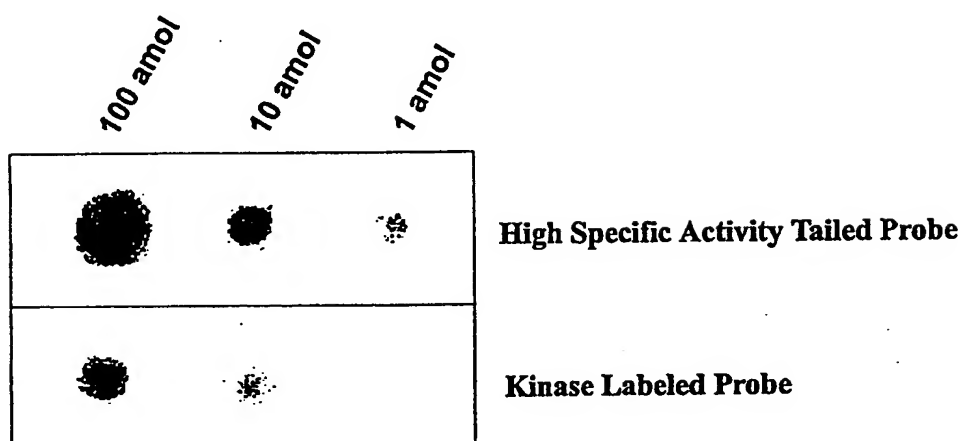 100 amol
10 amol
1 amol
High Specific Activity Tailed Probe
Kinase Labeled Probe